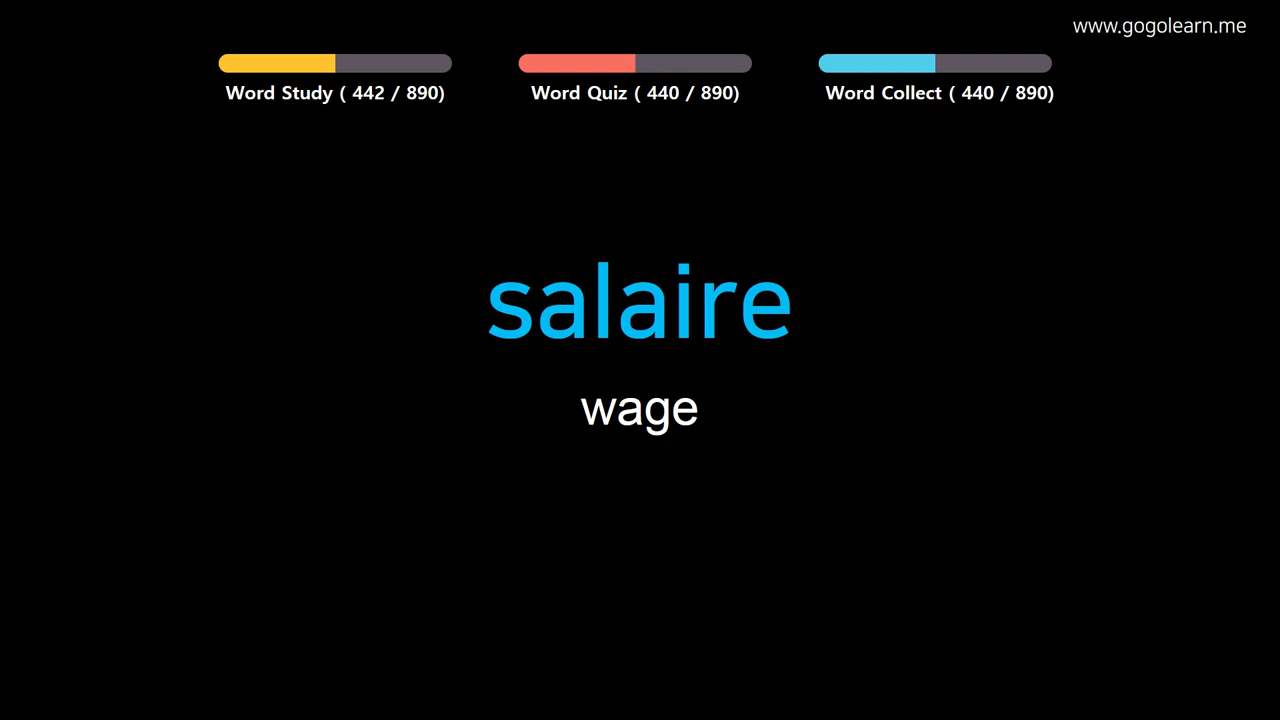 www.gogolearn.me
Word Study ( 442 / 890)
Word Quiz ( 440 / 890)
Word Collect ( 440 / 890)
salaire
wage